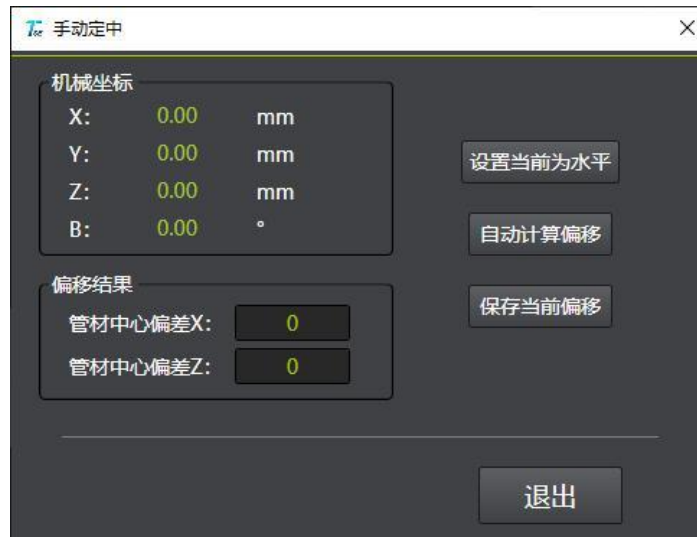 手动定中
机械坐标
X: 0.00 mm
Y: 0.00 mm
Z: 0.00 mm
B: 0.00 °
设置当前为水平
自动计算偏移
保存当前偏移
偏移结果
管材中心偏差X: 0
管材中心偏差Z: 0
退出